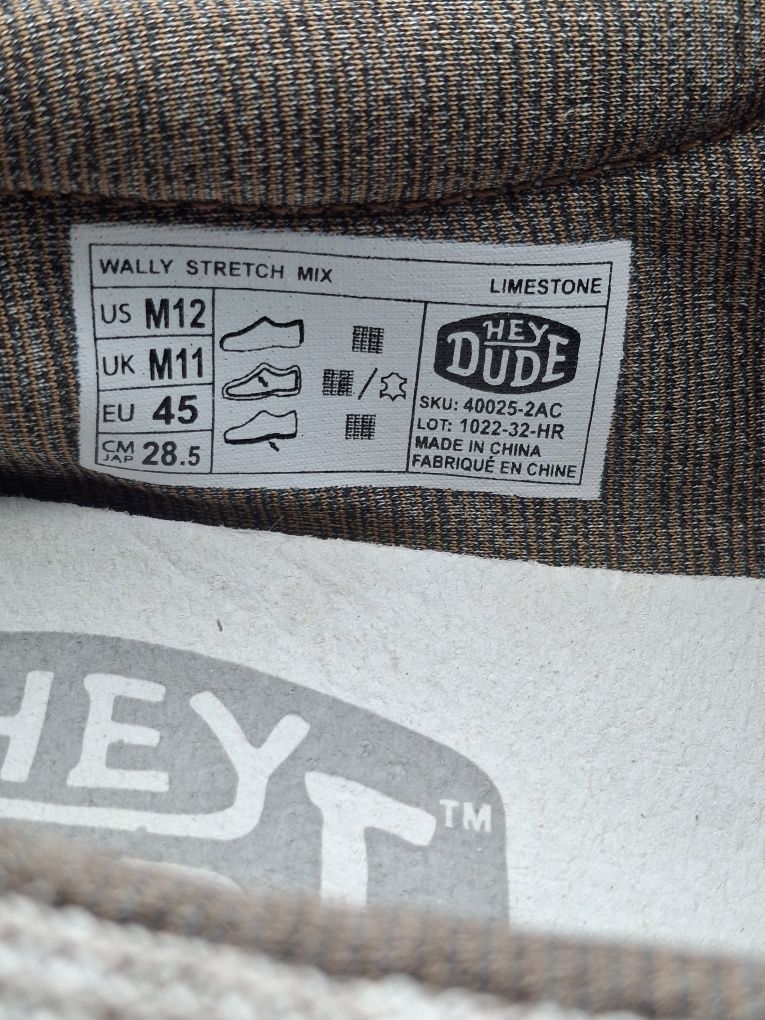 WALLY STRETCH MIX
LIMESTONE
US M12
UK M11
EU 45
CM
JAP 28.5
HEY
DUDE
SKU: 40025-2AC
LOT: 1022-32-HR
MADE IN CHINA
FABRIQUÉ EN CHINE
HEY
TM